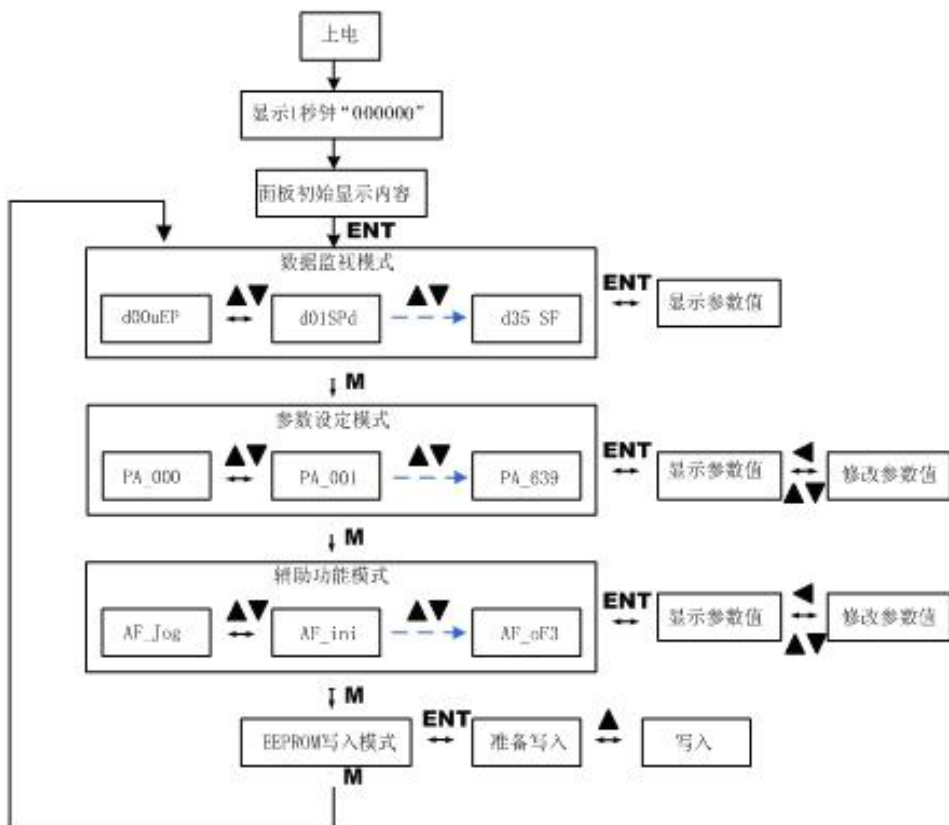 上电
显示1秒钟“000000”
面板初始显示内容
ENT
数据监视模式
d00uEP
▲▼
d01SPd
▲▼
d35 SF
ENT
显示参数值
M
参数设定模式
PA_000
▲▼
PA_001
▲▼
PA_639
ENT
显示参数值
◀
▲▼
修改参数值
M
辅助功能模式
AF_Jog
▲▼
AF_ini
▲▼
AF_oF3
ENT
显示参数值
◀
▲▼
修改参数值
M
EEPROM写入模式
ENT
准备写入
▲
写入
M